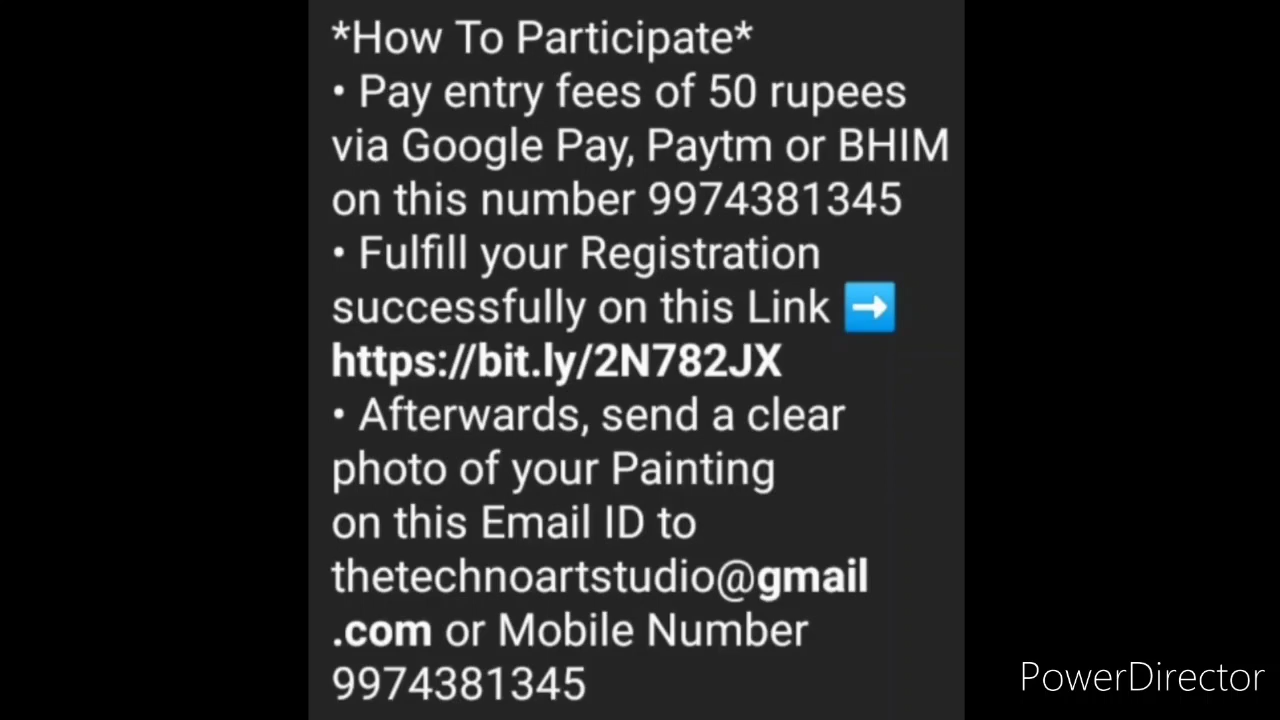 *How To Participate*
• Pay entry fees of 50 rupees
via Google Pay, Paytm or BHIM
on this number 9974381345
• Fulfill your Registration
successfully on this Link ➡
https://bit.ly/2N782JX
• Afterwards, send a clear
photo of your Painting
on this Email ID to
thetechnoartstudio@gmail
.com or Mobile Number
9974381345
PowerDirector